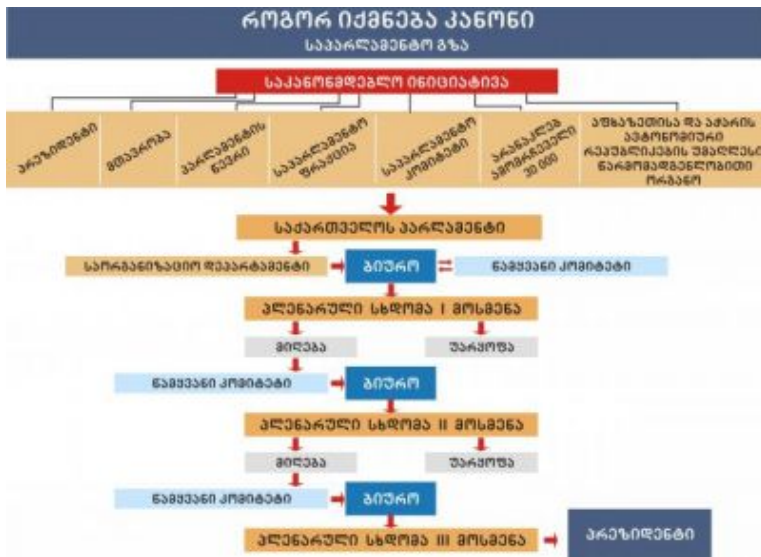 როგორ იქმნება კანონი
საპარლამენტო გზა
საკანონმდებლო ინიციატივა
პრეზიდენტი
მთავრობა
პარლამენტის
წევრი
საპარლამენტო
ფრაქცია
საპარლამენტო
კომიტეტი
არანაკლებ
ამომრჩეველი
30 000
აფხაზეთისა და აჭარის
ავტონომიური
რესპუბლიკების უმაღლესი
წარმომადგენლობითი
ორგანო
საქართველოს პარლამენტი
საორგანიზაციო დეპარტამენტი
ბიურო
წამყვანი კომიტეტი
პლენარული სხდომა I მოსმენა
მიღება
უარყოფა
წამყვანი კომიტეტი
ბიურო
პლენარული სხდომა II მოსმენა
მიღება
უარყოფა
წამყვანი კომიტეტი
ბიურო
პლენარული სხდომა III მოსმენა
პრეზიდენტი